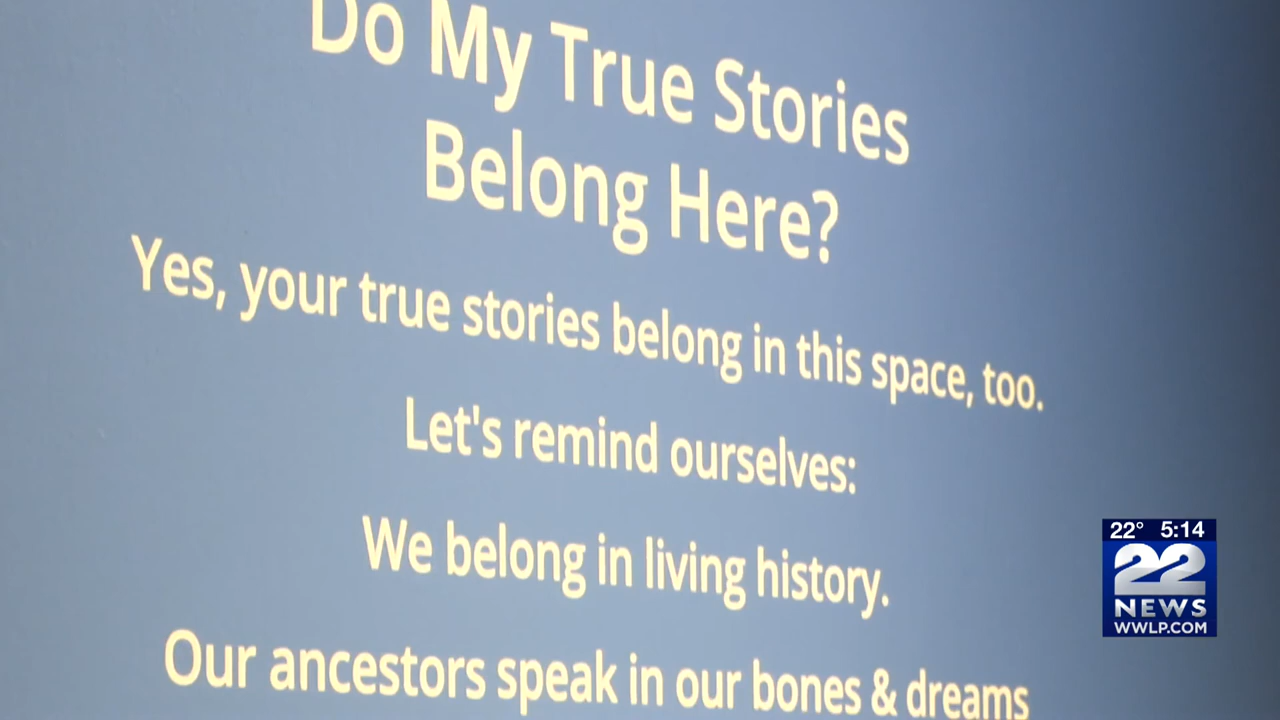 Do My True Stories
Belong Here?
Yes, your true stories belong in this space, too.
Let's remind ourselves:
We belong in living history.
Our ancestors speak in our bones & dreams
22° 5:14
22
NEWS
WWLP.COM